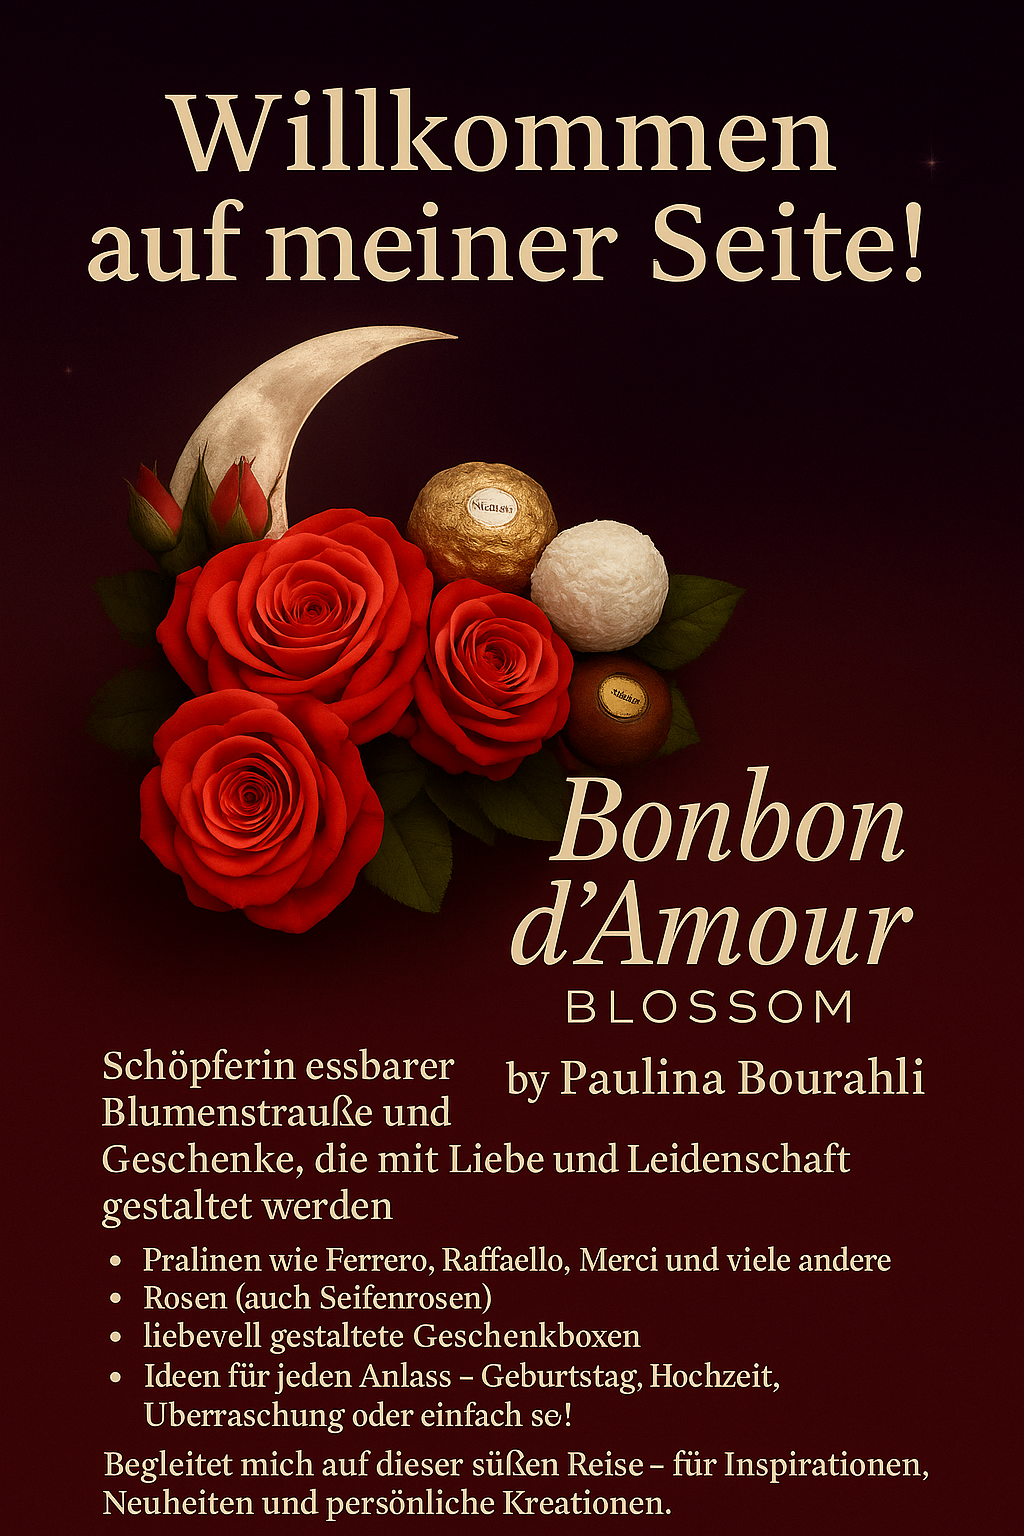 Willkommen
auf meiner Seite!
Bonbon
d'Amour
BLOSSOM
by Paulina Bourahli
Schöpferin essbarer
Blumenstrauße und
Geschenke, die mit Liebe und Leidenschaft
gestaltet werden
• Pralinen wie Ferrero, Raffaello, Merci und viele andere
• Rosen (auch Seifenrosen)
• liebevell gestaltete Geschenkboxen
• Ideen für jeden Anlass – Geburtstag, Hochzeit,
Uberraschung oder einfach so!
Begleitet mich auf dieser süßen Reise – für Inspirationen,
Neuheiten und persönliche Kreationen.